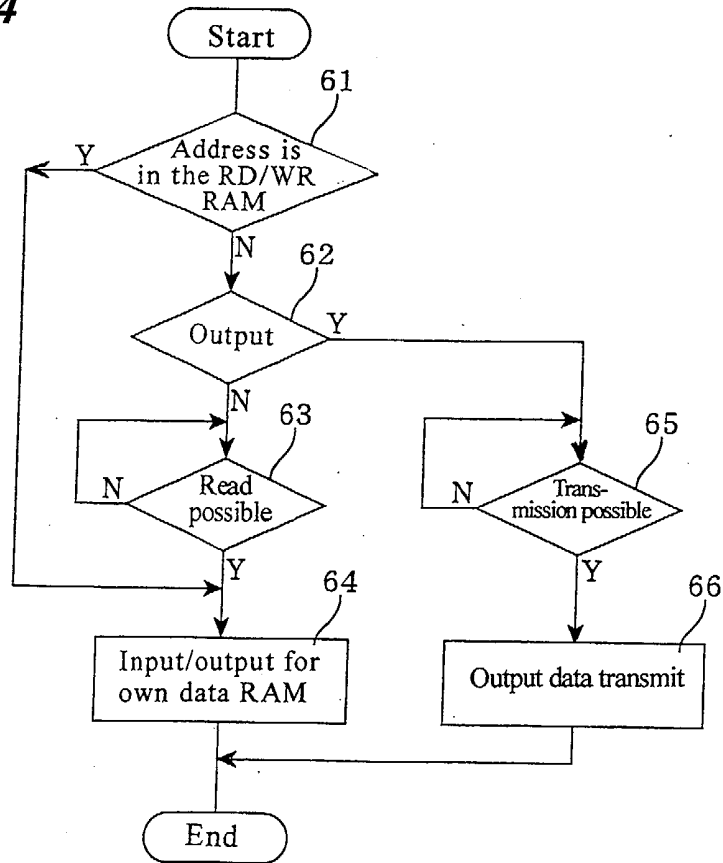 4
Start
61
Address is
in the RD/WR
RAM
Y
N
62
Output
Y
N
63
Read
possible
N
Y
65
Trans-
mission possible
N
Y
64
Input/output for
own data RAM
66
Output data transmit
End